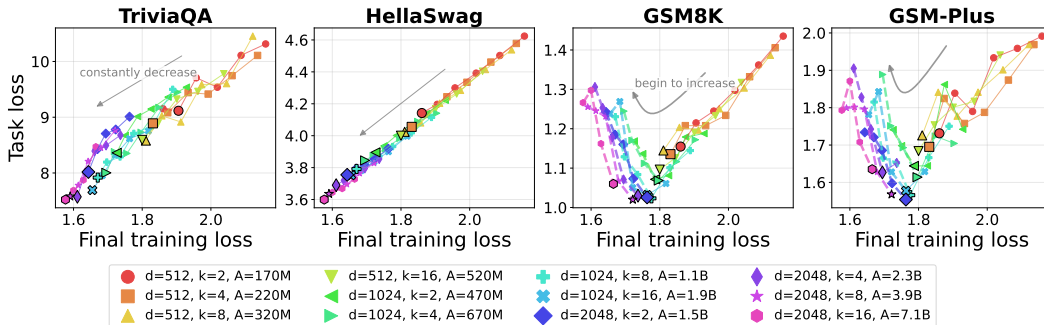 TriviaQA HellaSwag GSM8K GSM-Plus
Task loss
10
9
8
constantly decrease
1.6 1.8 2.0
Final training loss
4.6
4.4
4.2
4.0
3.8
3.6
1.6 1.8 2.0
Final training loss
1.4
1.3
1.2
1.1
1.0
begin to increase
1.6 1.8 2.0
Final training loss
2.0
1.9
1.8
1.7
1.6
1.6 1.8 2.0
Final training loss
d=512, k=2, A=170M
d=512, k=4, A=220M
d=512, k=8, A=320M
d=512, k=16, A=520M
d=1024, k=2, A=470M
d=1024, k=4, A=670M
d=1024, k=8, A=1.1B
d=1024, k=16, A=1.9B
d=2048, k=2, A=1.5B
d=2048, k=4, A=2.3B
d=2048, k=8, A=3.9B
d=2048, k=16, A=7.1B